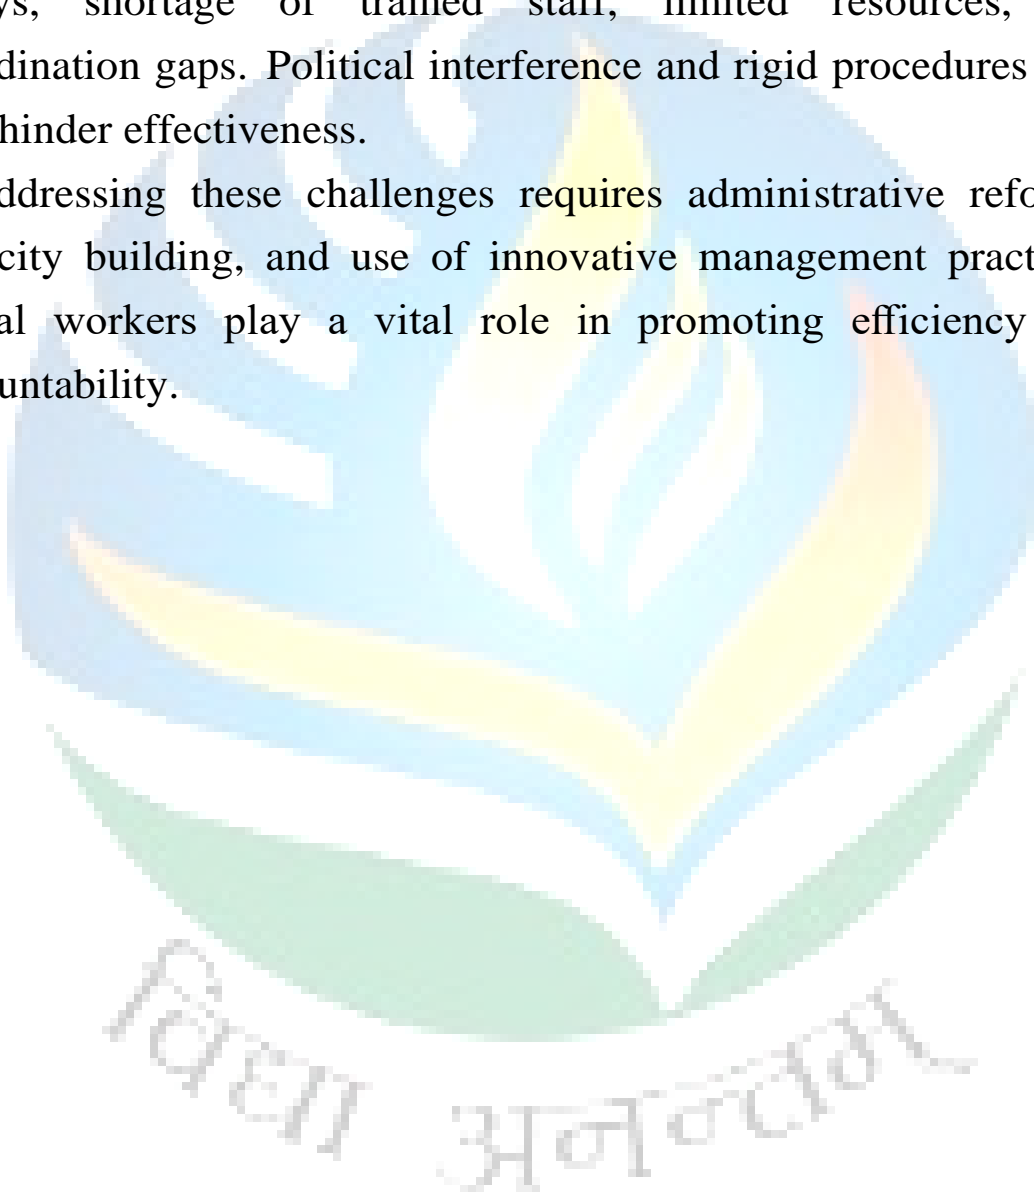 ys, shortage of trained staff, limited resources,
dination gaps. Political interference and rigid procedures
hinder effectiveness.
ddressing these challenges requires administrative refo
city building, and use of innovative management pract
al workers play a vital role in promoting efficiency
untability.
विद्या अनन्तम्